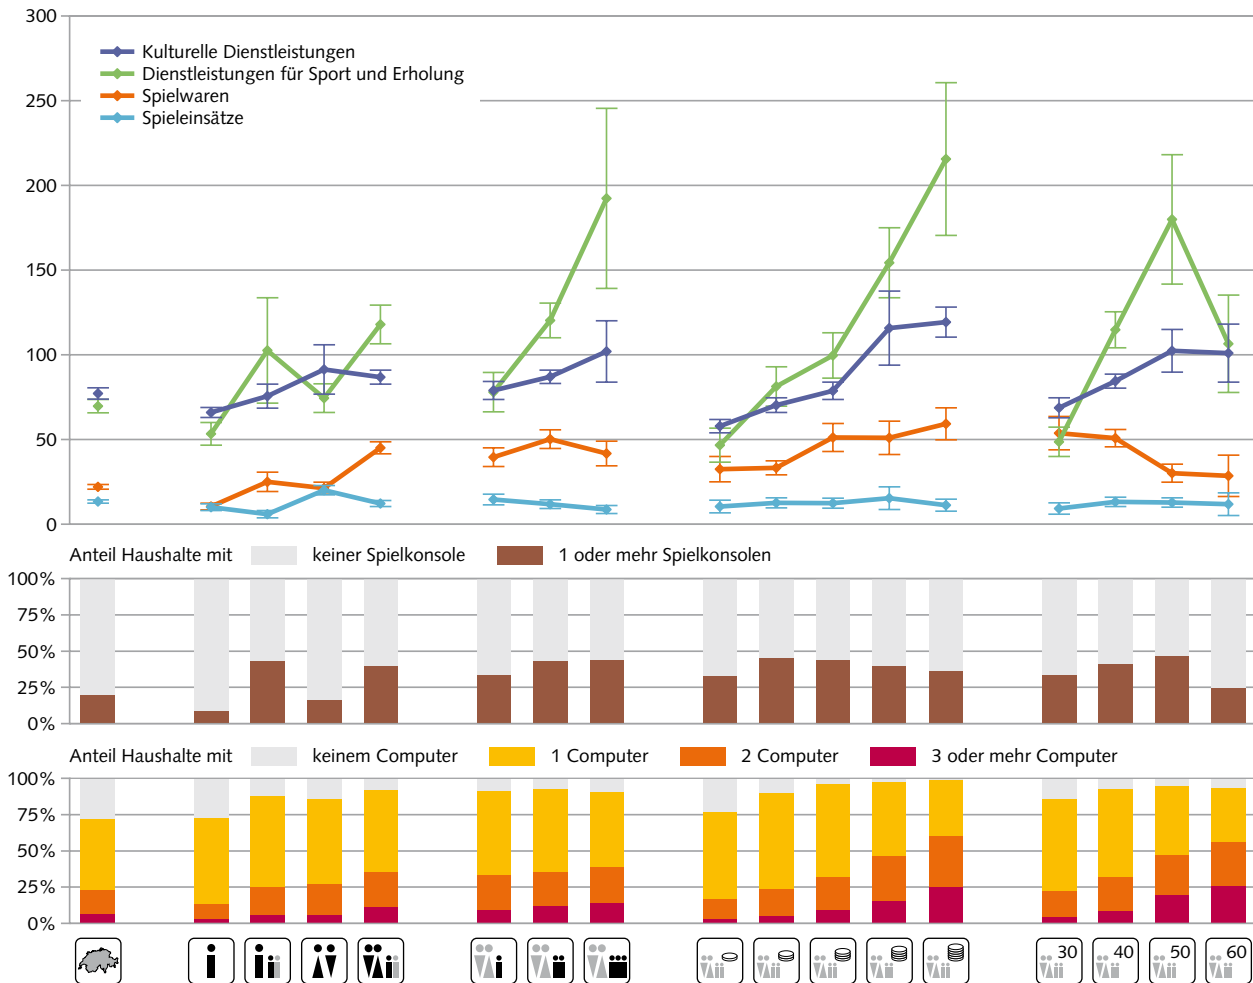 300
250
200
150
100
50
0
Kulturelle Dienstleistungen
Dienstleistungen für Sport und Erholung
Spielwaren
Spieleinsätze
Anteil Haushalte mit keiner Spielkonsole 1 oder mehr Spielkonsolen
100%
75%
50%
25%
0%
Anteil Haushalte mit keinem Computer 1 Computer 2 Computer 3 oder mehr Computer
100%
75%
50%
25%
0%
30 40 50 60